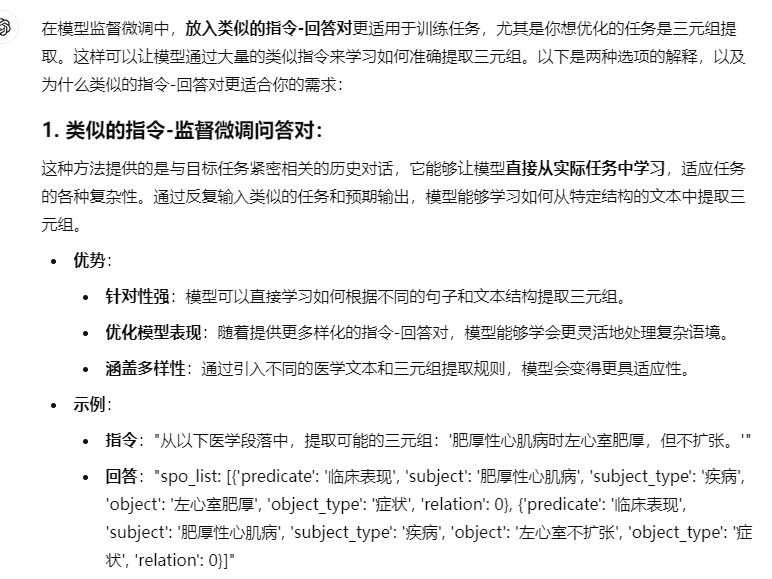 在模型监督微调中，放入类似的指令-回答对更适用于训练任务，尤其是你想优化的任务是三元组提
取。这样可以让模型通过大量的类似指令来学习如何准确提取三元组。以下是两种选项的解释，以及
为什么类似的指令-回答对更适合你的需求：
1. 类似的指令-监督微调问答对：
这种方法提供的是与目标任务紧密相关的历史对话，它能够让模型直接从实际任务中学习，适应任务
的各种复杂性。通过反复输入类似的任务和预期输出，模型能够学习如何从特定结构的文本中提取三
元组。
• 优势：
• 针对性强：模型可以直接学习如何根据不同的句子和文本结构提取三元组。
• 优化模型表现：随着提供更多样化的指令-回答对，模型能够学会更灵活地处理复杂语境。
• 涵盖多样性：通过引入不同的医学文本和三元组提取规则，模型会变得更具适应性。
• 示例：
• 指令："从以下医学段落中，提取可能的三元组：'肥厚性心肌病时左心室肥厚，但不扩张。'"
• 回答："spo_list: [{'predicate': '临床表现', 'subject': '肥厚性心肌病', 'subject_type': '疾病',
'object': '左心室肥厚', 'object_type': '症状', 'relation': 0}, {'predicate': '临床表现',
'subject': '肥厚性心肌病', 'subject_type': '疾病', 'object': '左心室不扩张', 'object_type': '症
状', 'relation': 0}]"